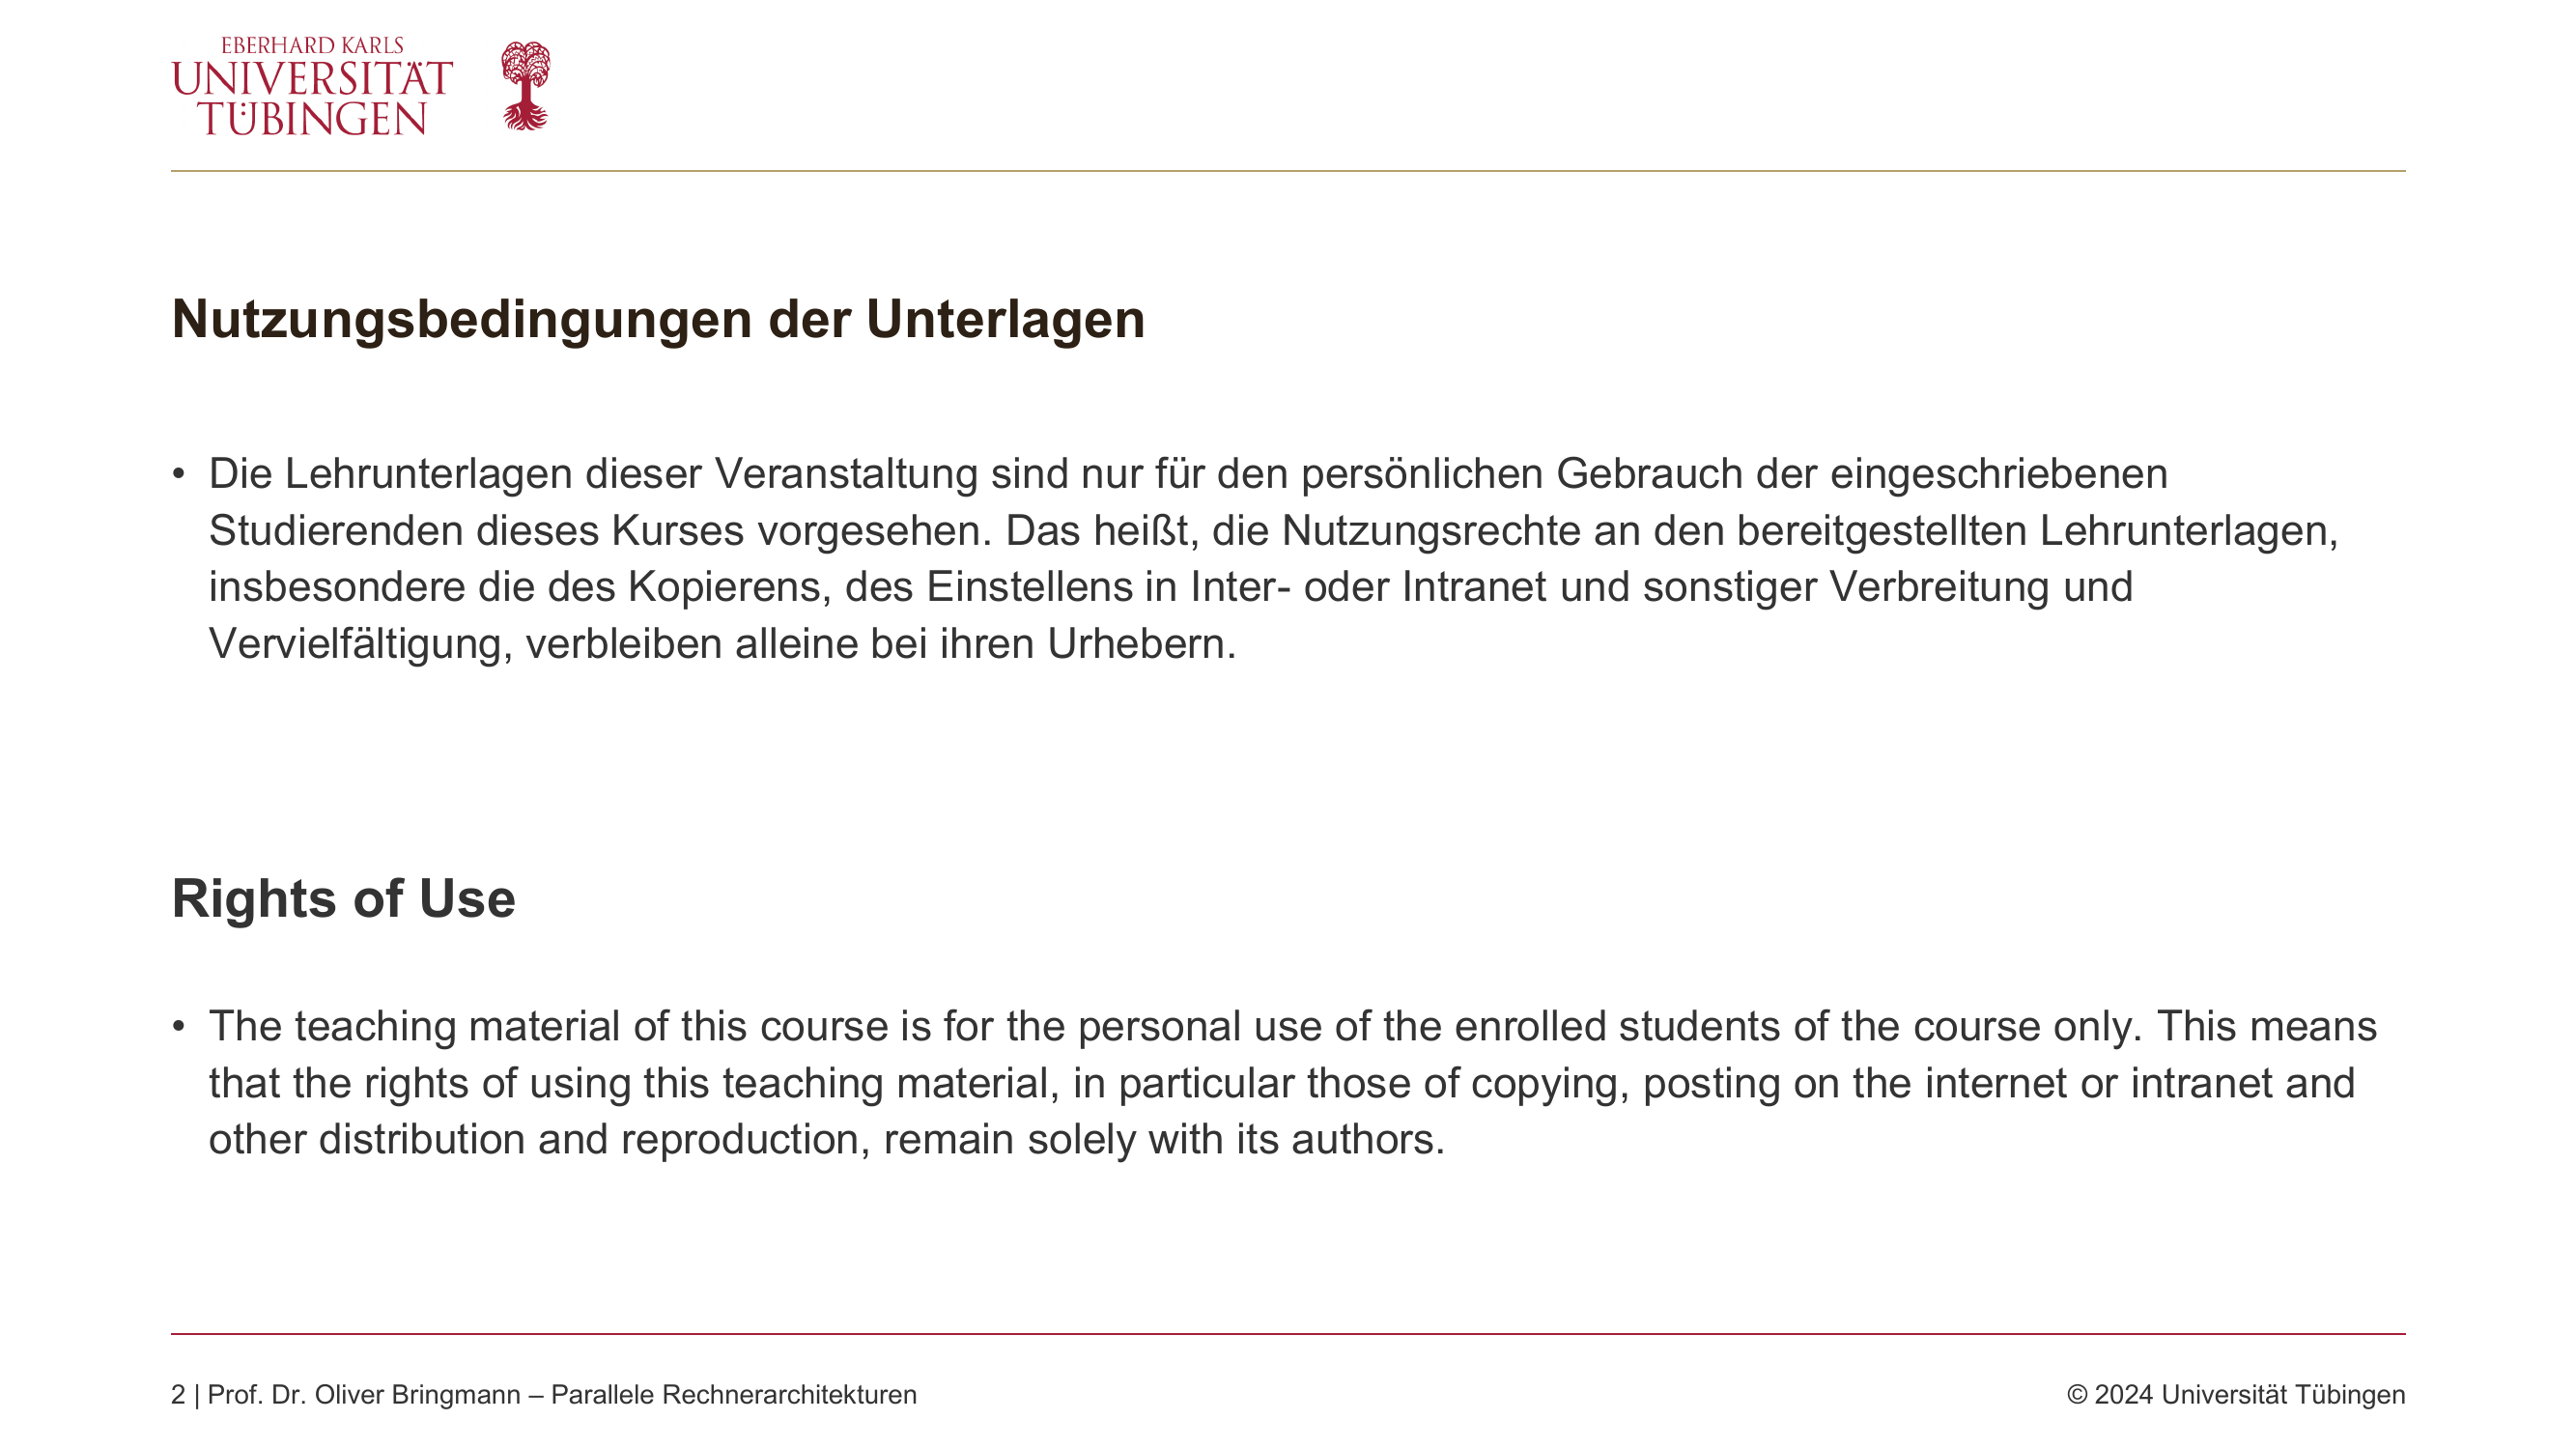 EBERHARD KARLS
UNIVERSITÄT
TÜBINGEN
Nutzungsbedingungen der Unterlagen
• Die Lehrunterlagen dieser Veranstaltung sind nur für den persönlichen Gebrauch der eingeschriebenen
Studierenden dieses Kurses vorgesehen. Das heißt, die Nutzungsrechte an den bereitgestellten Lehrunterlagen,
insbesondere die des Kopierens, des Einstellens in Inter- oder Intranet und sonstiger Verbreitung und
Vervielfältigung, verbleiben alleine bei ihren Urhebern.
Rights of Use
• The teaching material of this course is for the personal use of the enrolled students of the course only. This means
that the rights of using this teaching material, in particular those of copying, posting on the internet or intranet and
other distribution and reproduction, remain solely with its authors.
2 | Prof. Dr. Oliver Bringmann – Parallele Rechnerarchitekturen
© 2024 Universität Tübingen